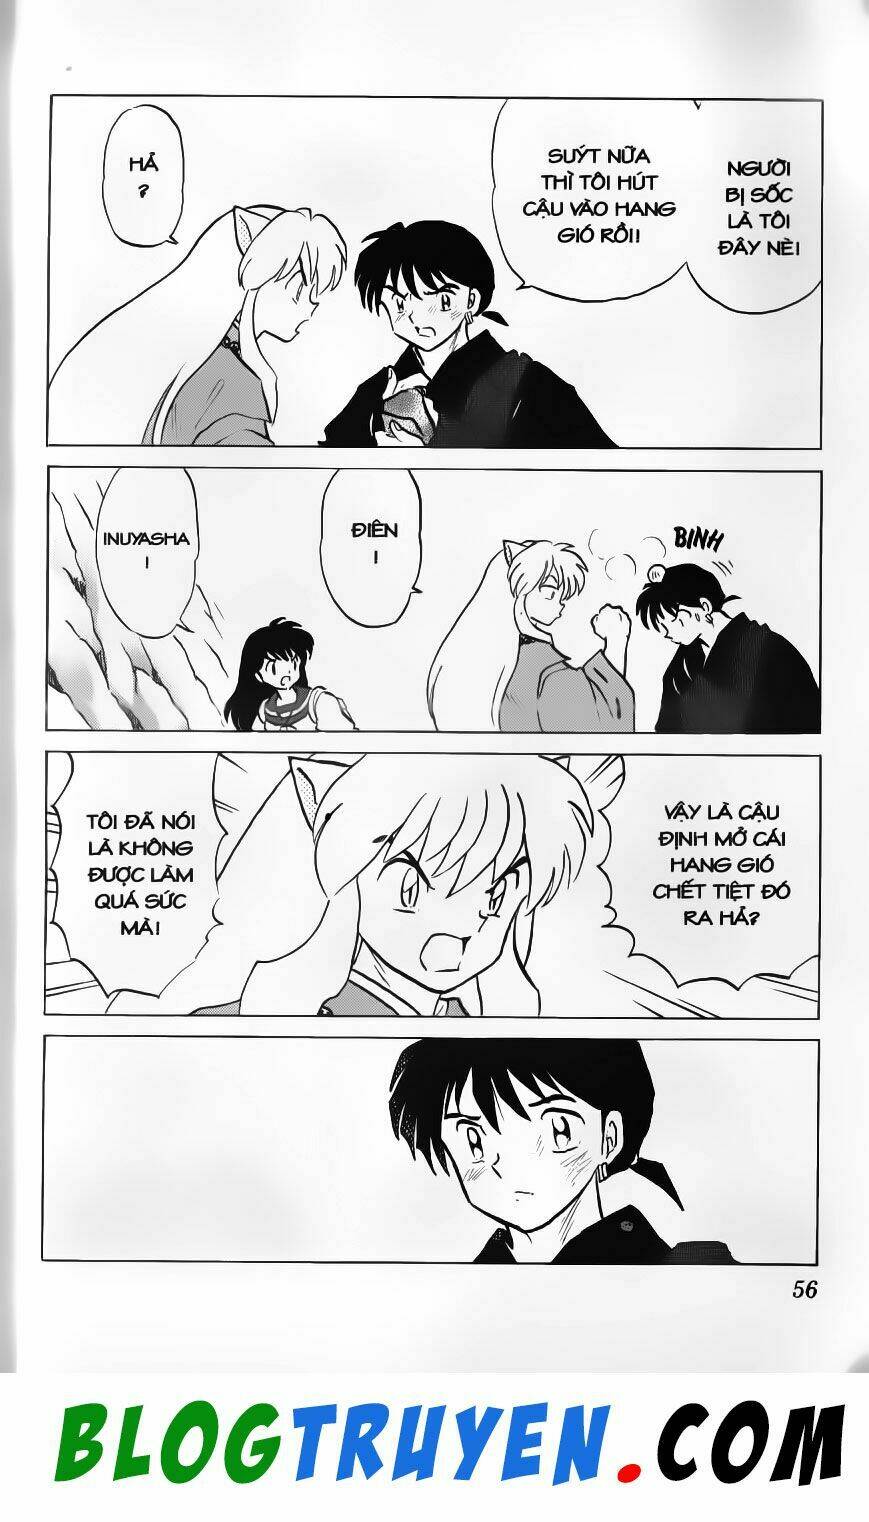 NGƯỜI
BỊ SỐC
LÀ TÔI
ĐÂY NÈ!
SUÝT NỮA
THÌ TÔI HÚT
CẬU VÀO HANG
GIÓ RỒI!
HẢ
?
BINH
ĐIÊN
!
INUYASHA
!
VẬY LÀ CẬU
ĐỊNH MỞ CÁI
HANG GIÓ
CHẾT TIỆT ĐÓ
RA HẢ?
TÔI ĐÃ NÓI
LÀ KHÔNG
ĐƯỢC LÀM
QUÁ SỨC
MÀ!
56
BLOGTRUYEN.COM